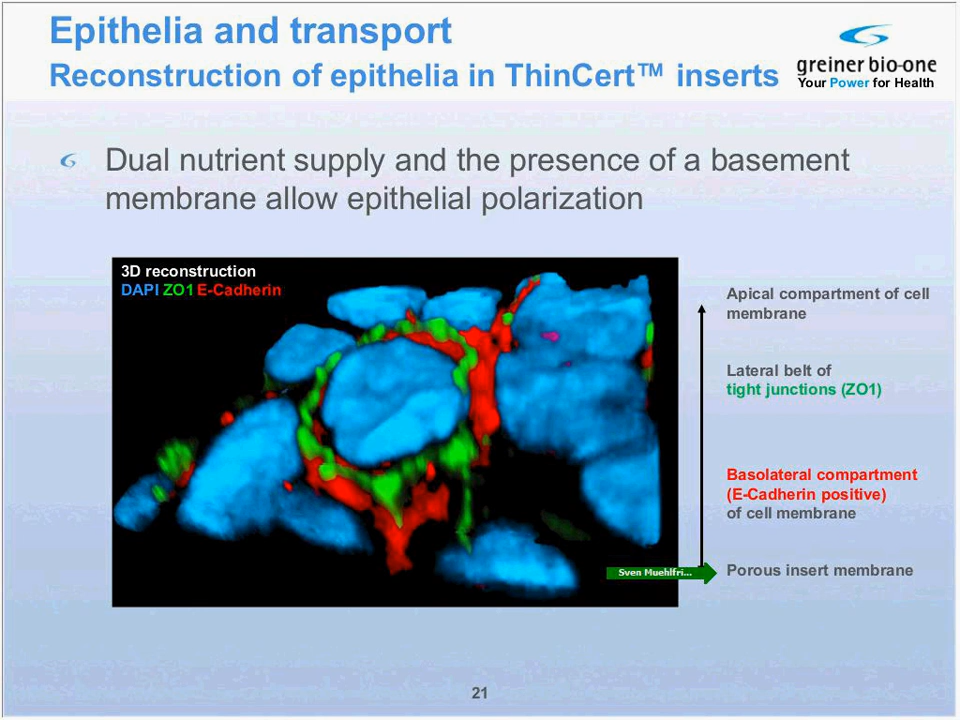 Epithelia and transport
Reconstruction of epithelia in ThinCert™ inserts
greiner bio-one
Your Power for Health
Dual nutrient supply and the presence of a basement
membrane allow epithelial polarization
3D reconstruction
DAPI ZO1 E-Cadherin
Apical compartment of cell
membrane
Lateral belt of
tight junctions (ZO1)
Basolateral compartment
(E-Cadherin positive)
of cell membrane
Sven Muehlfri...
Porous insert membrane
21